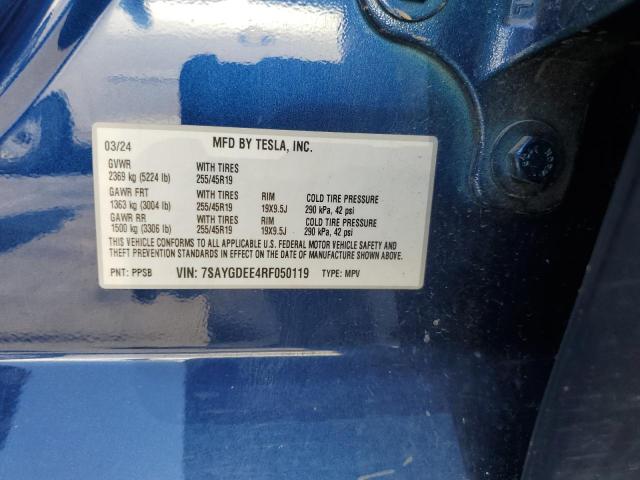 03/24 MFD BY TESLA, INC.
GVWR WITH TIRES
2369 kg (5224 lb) 255/45R19
GAWR FRT WITH TIRES RIM COLD TIRE PRESSURE
1363 kg (3004 lb) 255/45R19 19X9.5J 290 kPa, 42 psi
GAWR RR WITH TIRES RIM COLD TIRE PRESSURE
1500 kg (3306 lb) 255/45R19 19X9.5J 290 kPa, 42 psi
THIS VEHICLE CONFORMS TO ALL APPLICABLE U.S. FEDERAL MOTOR VEHICLE SAFETY AND
THEFT PREVENTION STANDARDS IN EFFECT ON THE DATE OF MANUFACTURE SHOWN ABOVE.
PNT: PPSB VIN: 7SAYGDEE4RF050119 TYPE: MPV